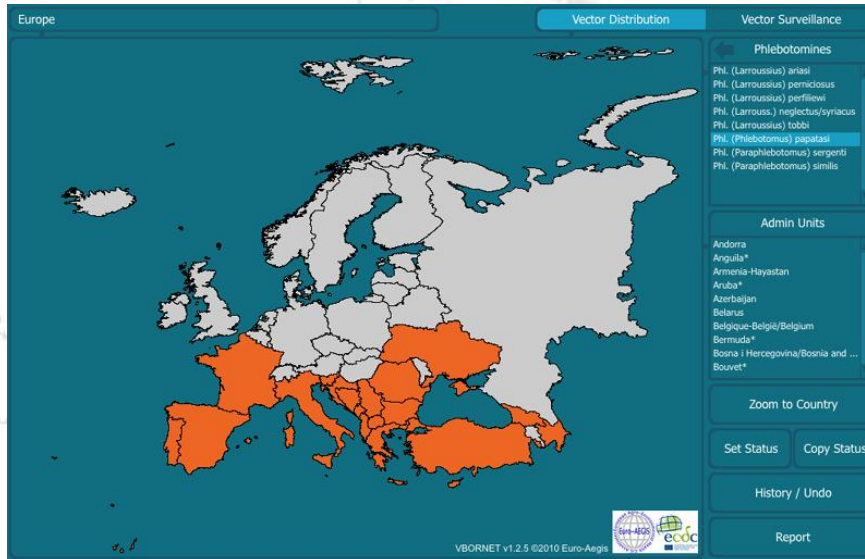 Europe
Vector Distribution
Vector Surveillance
Phlebotomines
Phl. (Larroussius) ariasi
Phl. (Larroussius) perniciosus
Phl. (Larroussius) perfiliewi
Phl. (Larrouss.) neglectus/syriacus
Phl. (Larroussius) tobbi
Phl. (Phlebotomus) papatasi
Phl. (Paraphlebotomus) sergenti
Phl. (Paraphlebotomus) similis
Admin Units
Andorra
Anguila*
Armenia-Hayastan
Aruba*
Azerbaijan
Belarus
Belgique-België/Belgium
Bermuda*
Bosna i Hercegovina/Bosnia and ...
Bouvet*
Zoom to Country
Set Status
Copy Status
History / Undo
Report
VBORNET v1.2.5 ©2010 Euro-Aegis
Euro-AEGIS
ecdc